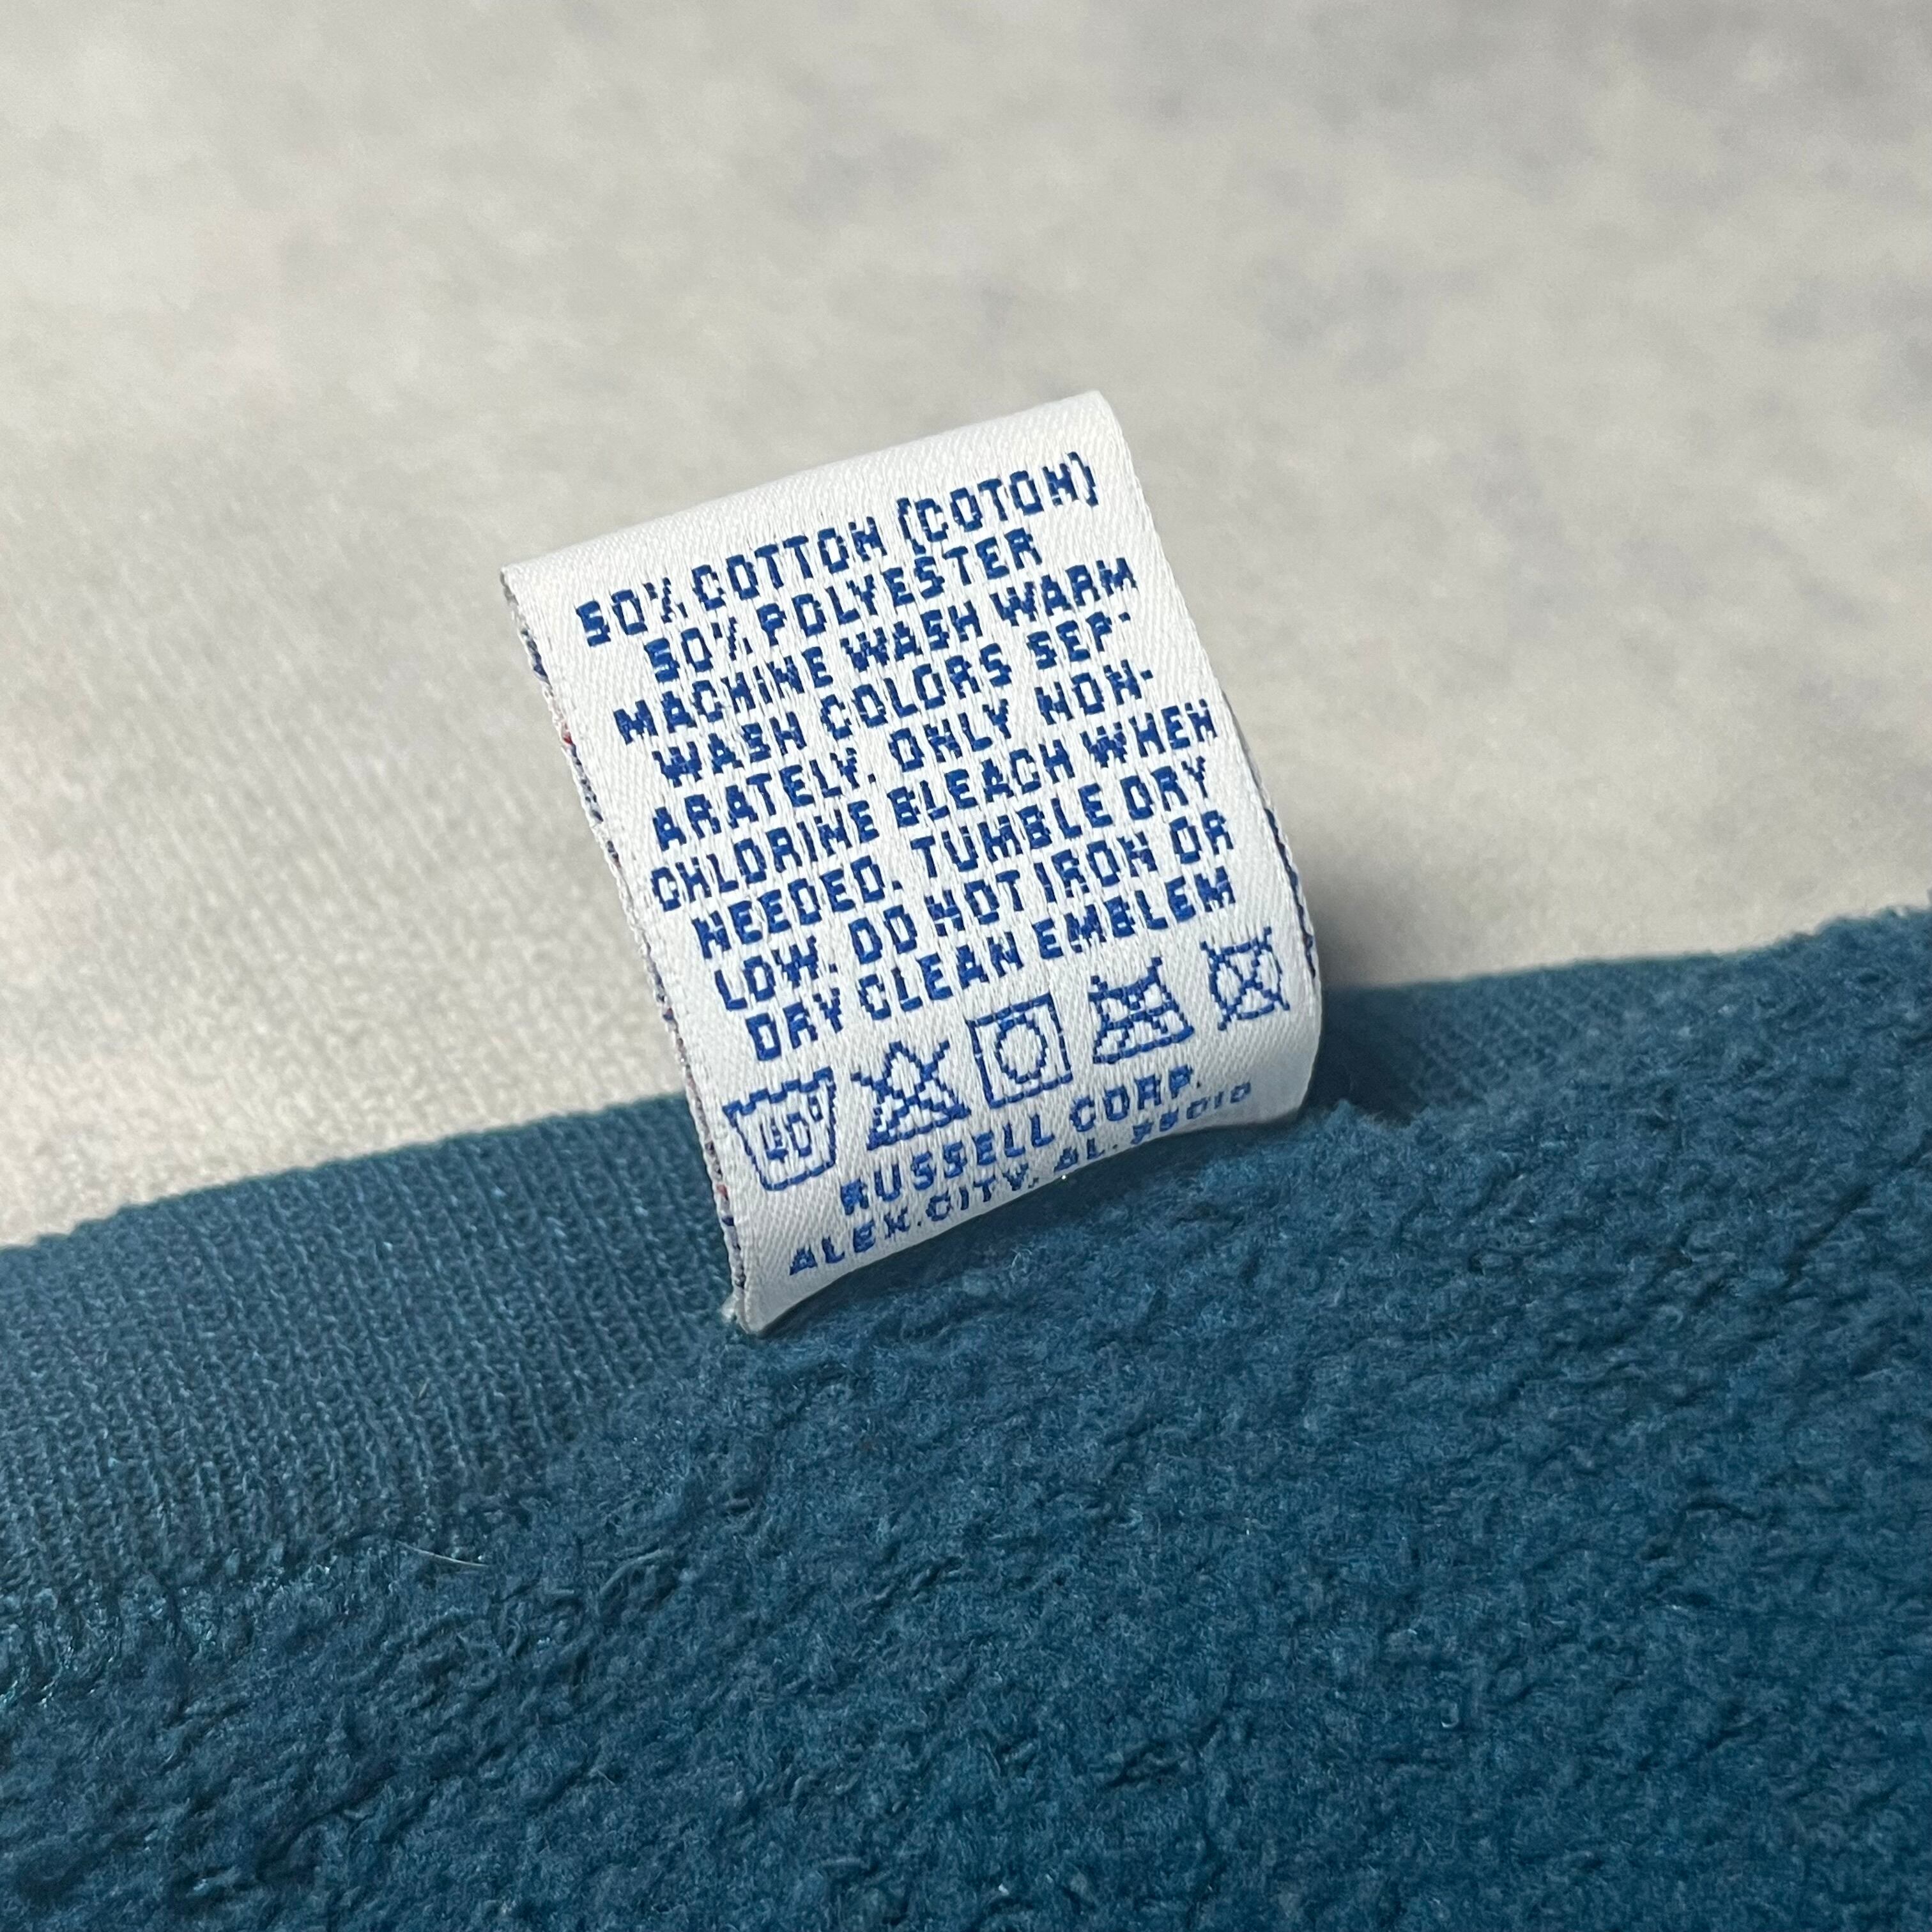 50% COTTON (COTON)
50% POLYESTER
MACHINE WASH WARM
WASH COLORS SEP-
ARATELY. ONLY NON-
CHLORINE BLEACH WHEN
NEEDED. TUMBLE DRY
LOW. DO NOT IRON OR
DRY CLEAN EMBLEM
40°
RUSSELL CORP.
ALEX. CITY, AL.